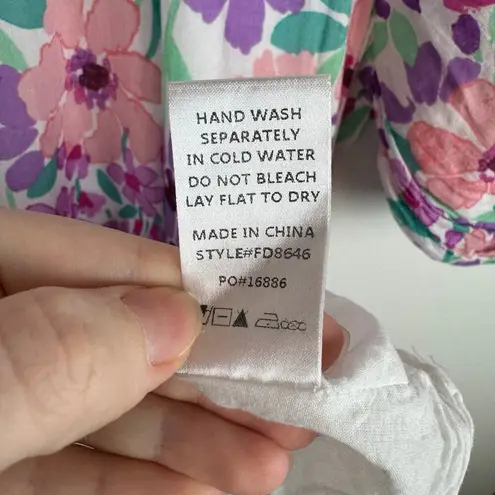 HAND WASH
SEPARATELY
IN COLD WATER
DO NOT BLEACH
LAY FLAT TO DRY
MADE IN CHINA
STYLE#FD8646
PO#16886